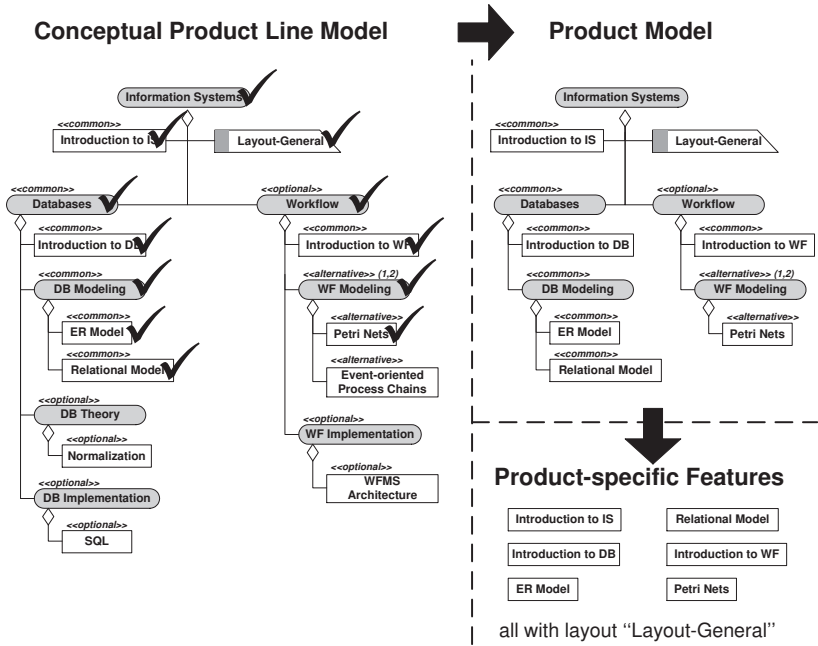 Conceptual Product Line Model
Information Systems
<<common>>
Introduction to IS
Layout-General
<<common>>
Databases
<<common>>
Introduction to DB
<<common>>
DB Modeling
<<common>>
ER Model
<<common>>
Relational Model
<<optional>>
DB Theory
<<optional>>
Normalization
<<optional>>
DB Implementation
<<optional>>
SQL
<<optional>>
Workflow
<<common>>
Introduction to WF
<<alternative>> (1,2)
WF Modeling
<<alternative>>
Petri Nets
<<alternative>>
Event-oriented
Process Chains
<<optional>>
WF Implementation
<<optional>>
WFMS
Architecture
Product Model
Information Systems
<<common>>
Introduction to IS
Layout-General
<<common>>
Databases
<<common>>
Introduction to DB
<<common>>
DB Modeling
<<common>>
ER Model
<<common>>
Relational Model
<<optional>>
Workflow
<<common>>
Introduction to WF
<<alternative>> (1,2)
WF Modeling
<<alternative>>
Petri Nets
Product-specific Features
Introduction to IS
Relational Model
Introduction to DB
Introduction to WF
ER Model
Petri Nets
all with layout ‘‘Layout-General’’